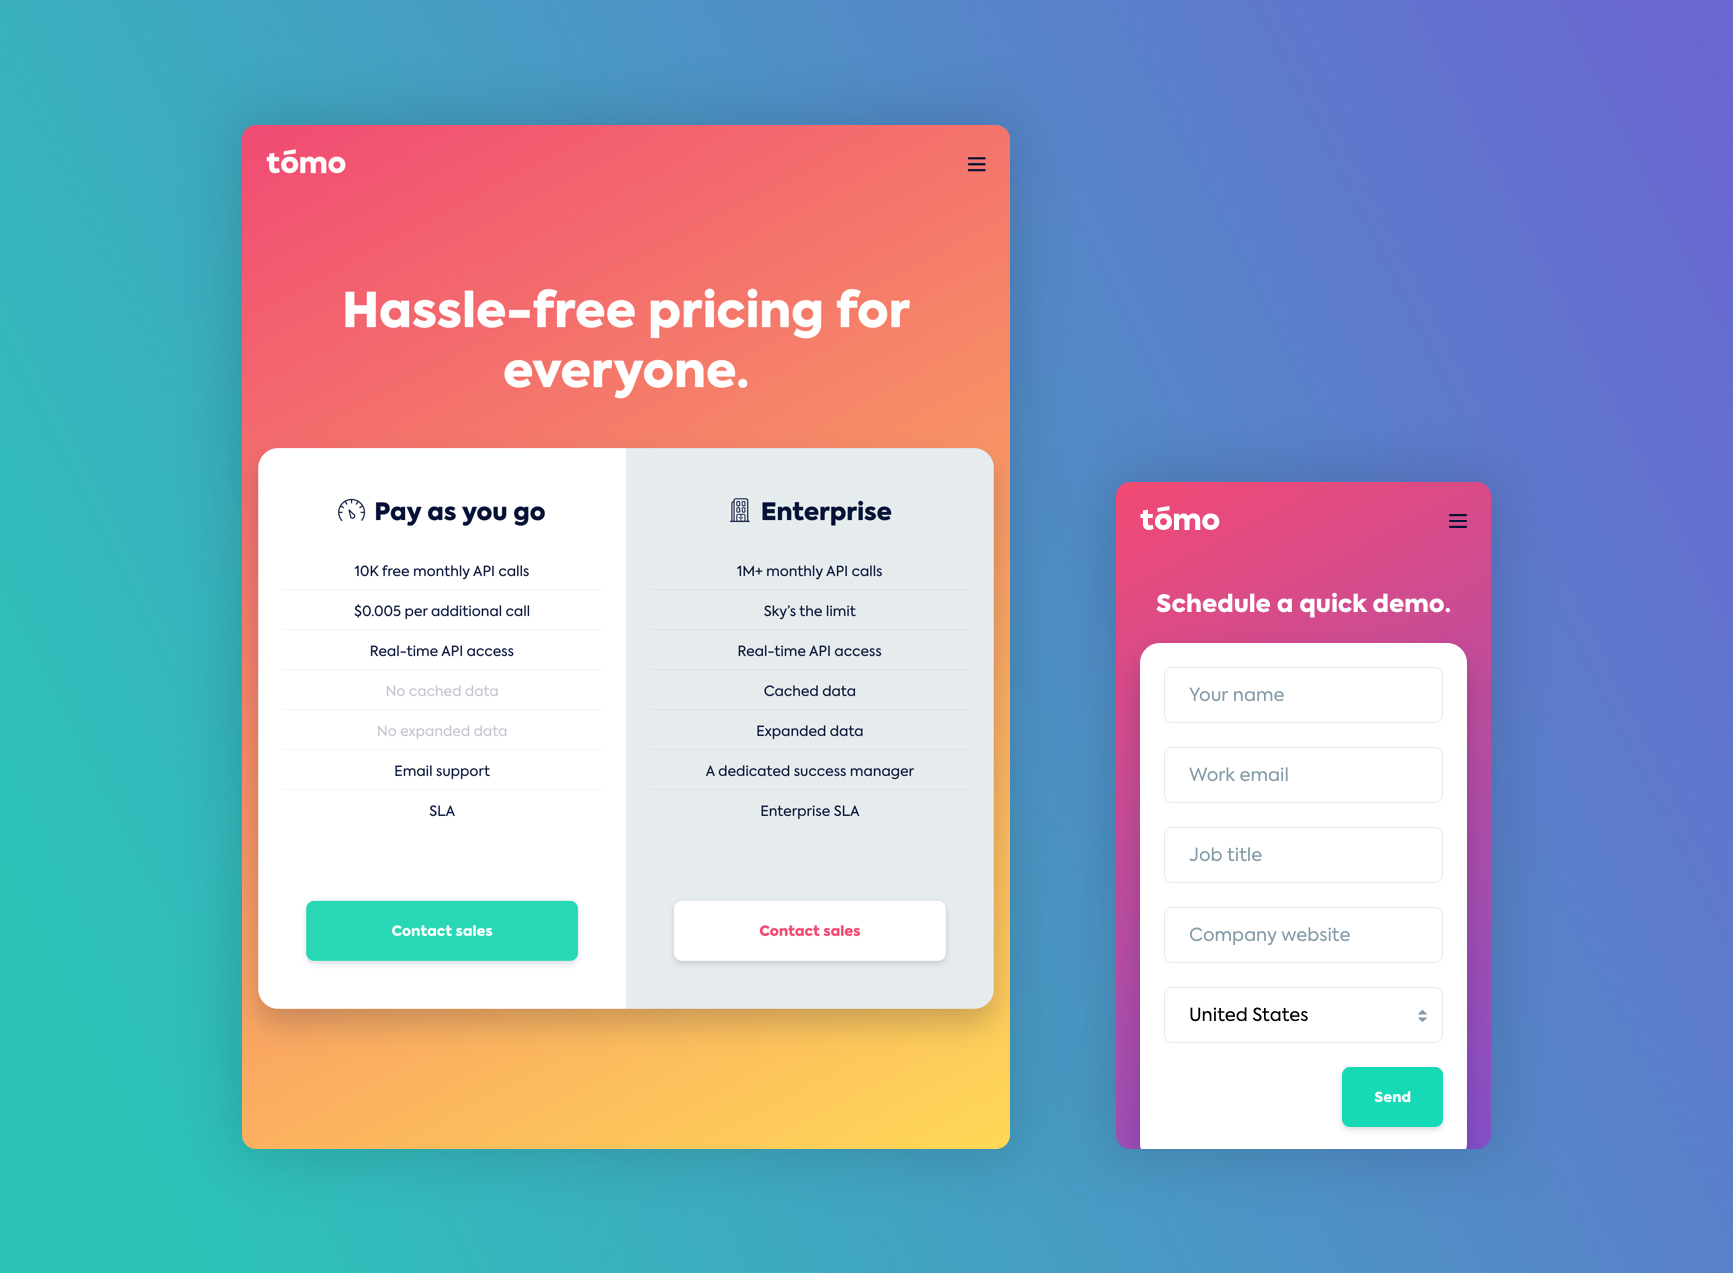 tómo
Hassle-free pricing for
everyone.
Pay as you go
10K free monthly API calls
$0.005 per additional call
Real-time API access
No cached data
No expanded data
Email support
SLA
Contact sales
Enterprise
1M+ monthly API calls
Sky's the limit
Real-time API access
Cached data
Expanded data
A dedicated success manager
Enterprise SLA
Contact sales
tómo
Schedule a quick demo.
Your name
Work email
Job title
Company website
United States
Send